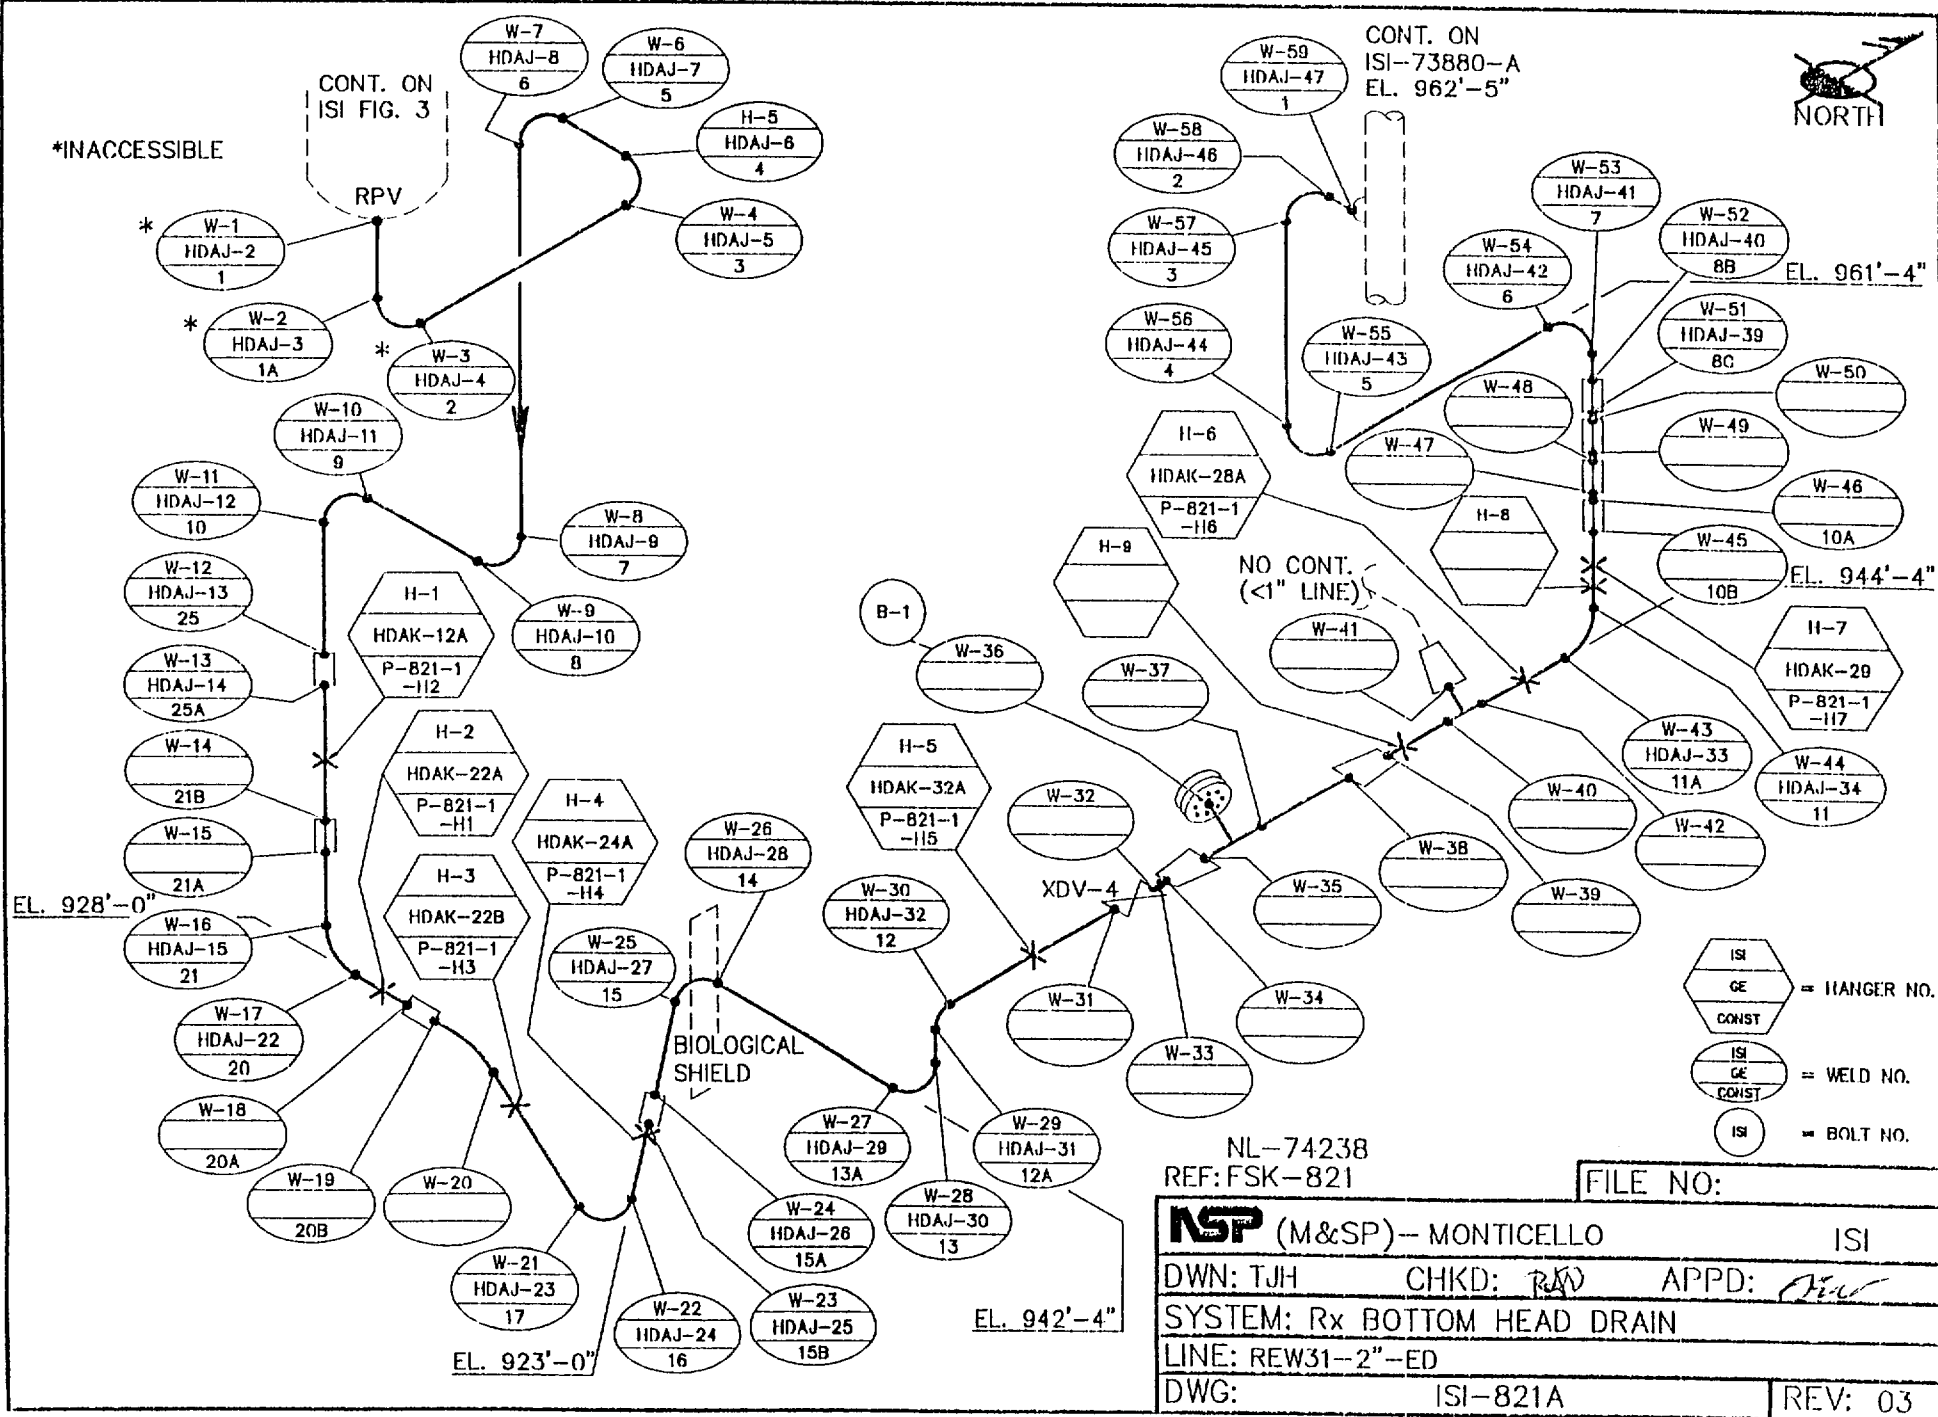 CONT. ON
ISI FIG. 3
*INACCESSIBLE
RPV
W-7
HDAJ-8
6
W-6
HDAJ-7
5
H-5
HDAJ-6
4
W-4
HDAJ-5
3
*
W-1
HDAJ-2
1
*
W-2
HDAJ-3
1A
*
W-3
HDAJ-4
2
W-10
HDAJ-11
9
W-11
HDAJ-12
10
W-8
HDAJ-9
7
W-9
HDAJ-10
8
W-12
HDAJ-13
25
W-13
HDAJ-14
25A
W-14
21B
W-15
21A
EL. 928'-0"
W-16
HDAJ-15
21
W-17
HDAJ-22
20
W-18
20A
W-19
20B
W-20
H-1
HDAK-12A
P-821-1
-H2
H-2
HDAK-22A
P-821-1
-H1
H-3
HDAK-22B
P-821-1
-H3
H-4
HDAK-24A
P-821-1
-H4
W-21
HDAJ-23
17
EL. 923'-0"
W-22
HDAJ-24
16
W-23
HDAJ-25
15B
W-24
HDAJ-26
15A
W-25
HDAJ-27
15
W-26
HDAJ-28
14
BIOLOGICAL
SHIELD
W-27
HDAJ-29
13A
W-28
HDAJ-30
13
W-29
HDAJ-31
12A
EL. 942'-4"
W-30
HDAJ-32
12
H-5
HDAK-32A
P-821-1
-H5
XDV-4
W-31
W-32
W-33
W-34
W-35
B-1
W-36
W-37
W-38
W-39
W-40
W-41
W-42
NO CONT.
(<1" LINE)
H-9
H-6
HDAK-28A
P-821-1
-H6
H-8
W-43
HDAJ-33
11A
W-44
HDAJ-34
11
H-7
HDAK-29
P-821-1
-H7
EL. 944'-4"
W-45
10B
W-46
10A
W-47
W-48
W-49
W-50
W-51
HDAJ-39
8C
W-52
HDAJ-40
8B
W-53
HDAJ-41
7
EL. 961'-4"
W-54
HDAJ-42
6
W-55
HDAJ-43
5
W-56
HDAJ-44
4
W-57
HDAJ-45
3
W-58
HDAJ-46
2
W-59
HDAJ-47
1
CONT. ON
ISI-73880-A
EL. 962'-5"
NORTH
ISI
GE
CONST
= HANGER NO.
ISI
GE
CONST
= WELD NO.
ISI
= BOLT NO.
NL-74238
REF: FSK-821
FILE NO:
NSP (M&SP)-- MONTICELLO ISI
DWN: TJH CHKD: APPD:
SYSTEM: Rx BOTTOM HEAD DRAIN
LINE: REW31--2"--ED
DWG: ISI-821A REV: 03